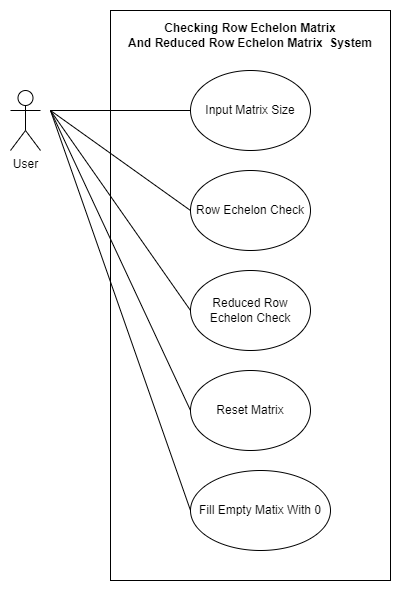 Checking Row Echelon Matrix
And Reduced Row Echelon Matrix  System
Input Matrix Size
User
Row Echelon Check
Reduced Row
Echelon Check
Reset Matrix
Fill Empty Matix With 0